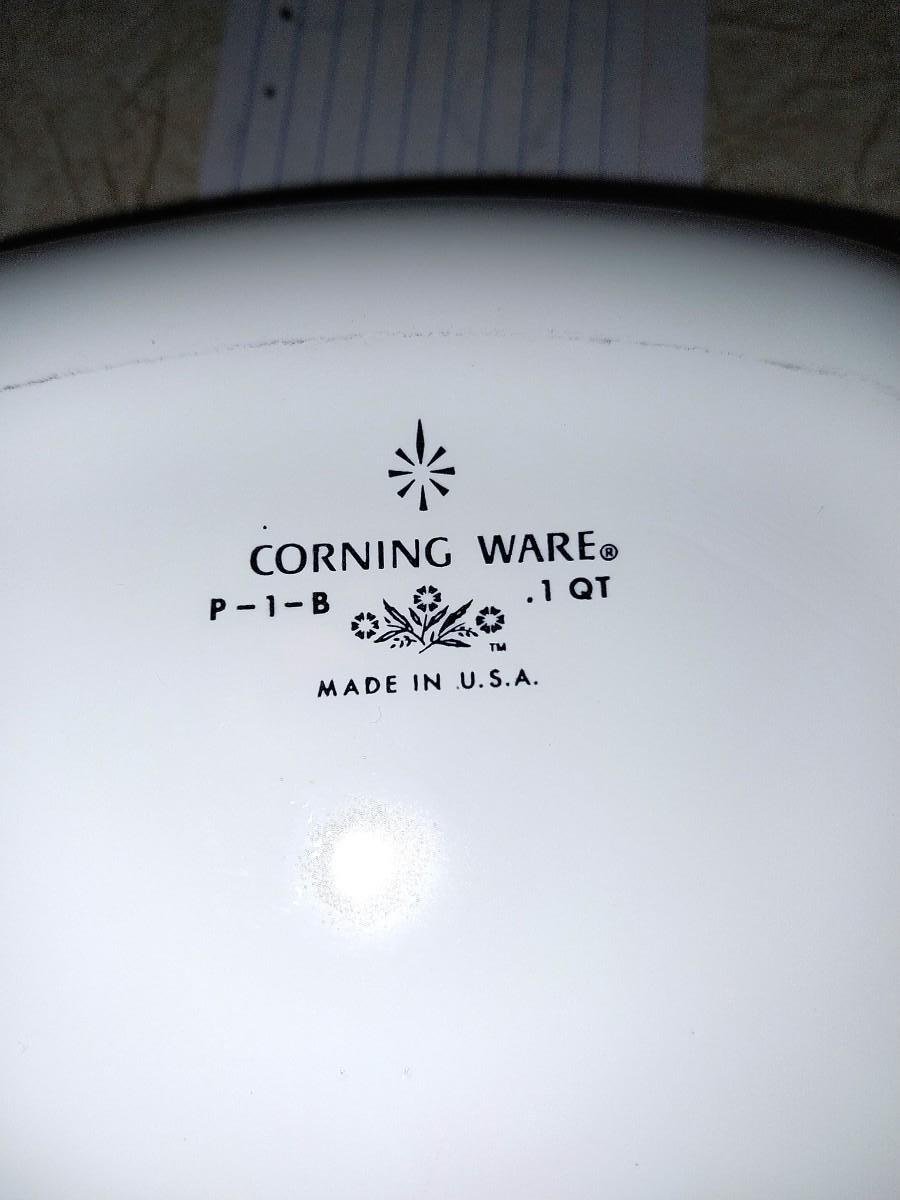 CORNING WARE®
P-1-B .1 QT
TM
MADE IN U.S.A.